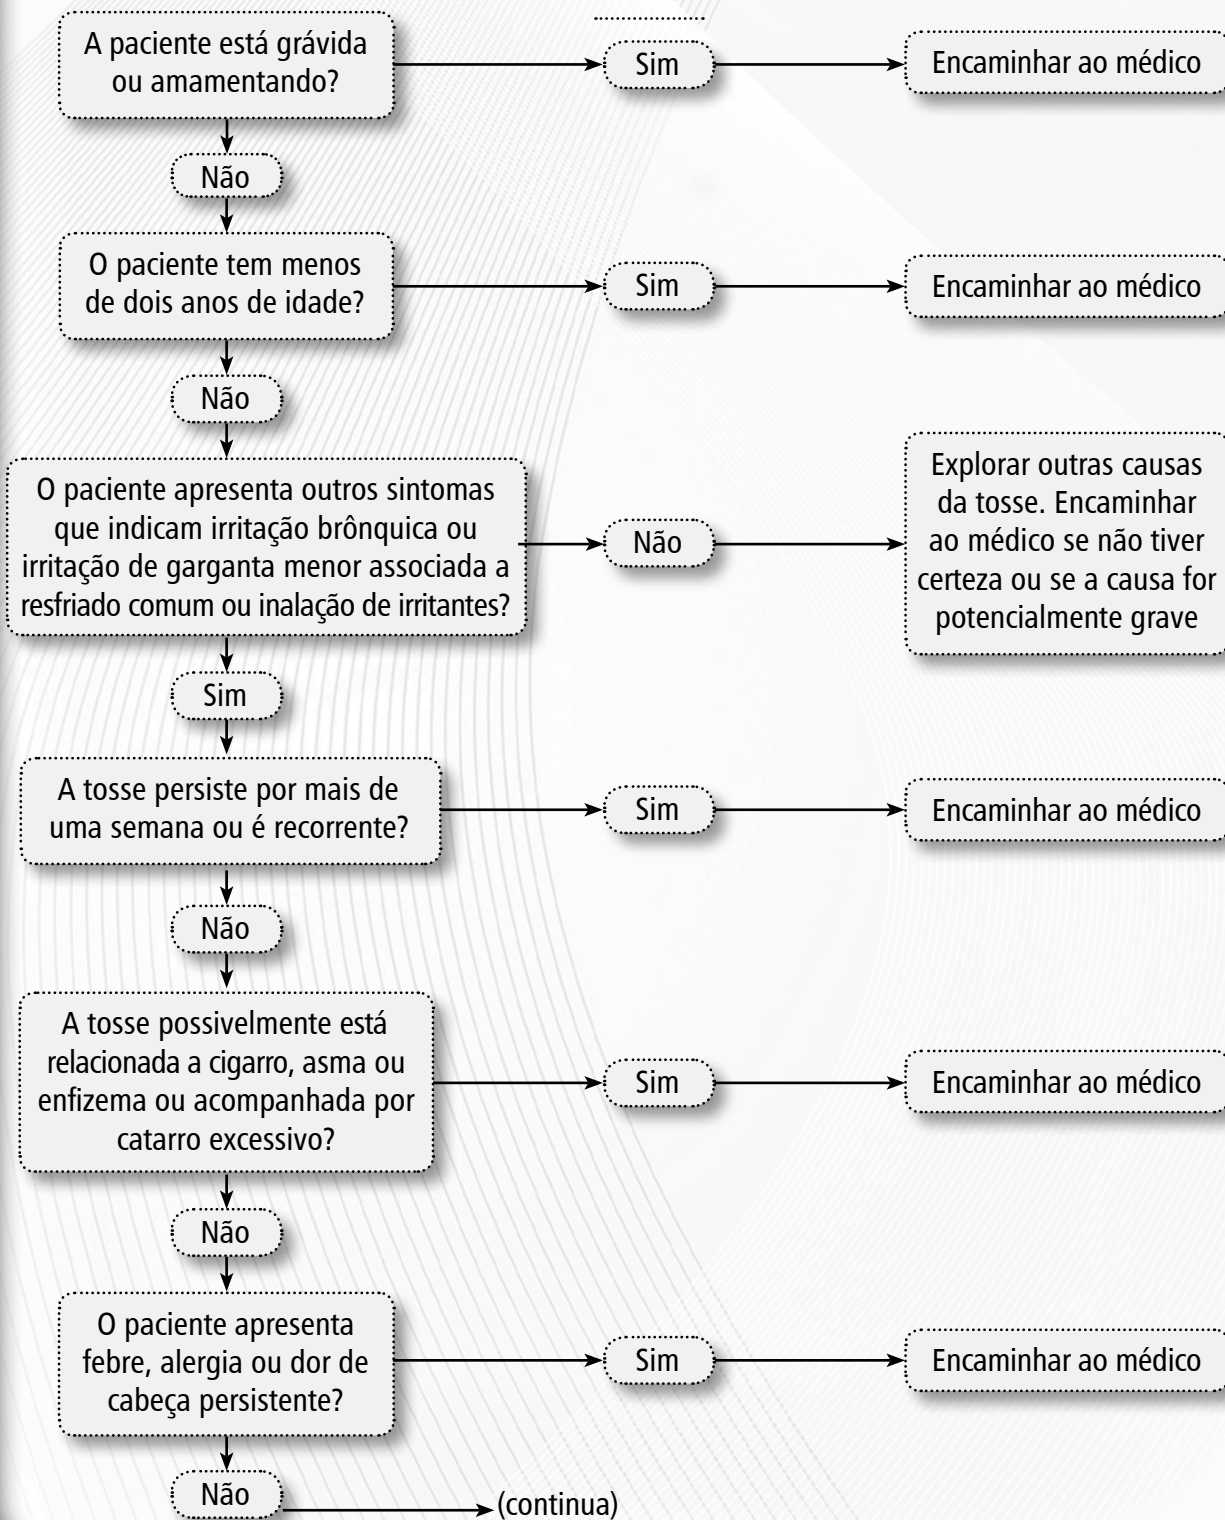 A paciente está grávida
ou amamentando?
Sim
Encaminhar ao médico
Não
O paciente tem menos
de dois anos de idade?
Sim
Encaminhar ao médico
Não
O paciente apresenta outros sintomas
que indicam irritação brônquica ou
irritação de garganta menor associada a
resfriado comum ou inalação de irritantes?
Não
Explorar outras causas
da tosse. Encaminhar
ao médico se não tiver
certeza ou se a causa for
potencialmente grave
Sim
A tosse persiste por mais de
uma semana ou é recorrente?
Sim
Encaminhar ao médico
Não
A tosse possivelmente está
relacionada a cigarro, asma ou
enfizema ou acompanhada por
catarro excessivo?
Sim
Encaminhar ao médico
Não
O paciente apresenta
febre, alergia ou dor de
cabeça persistente?
Sim
Encaminhar ao médico
Não
(continua)